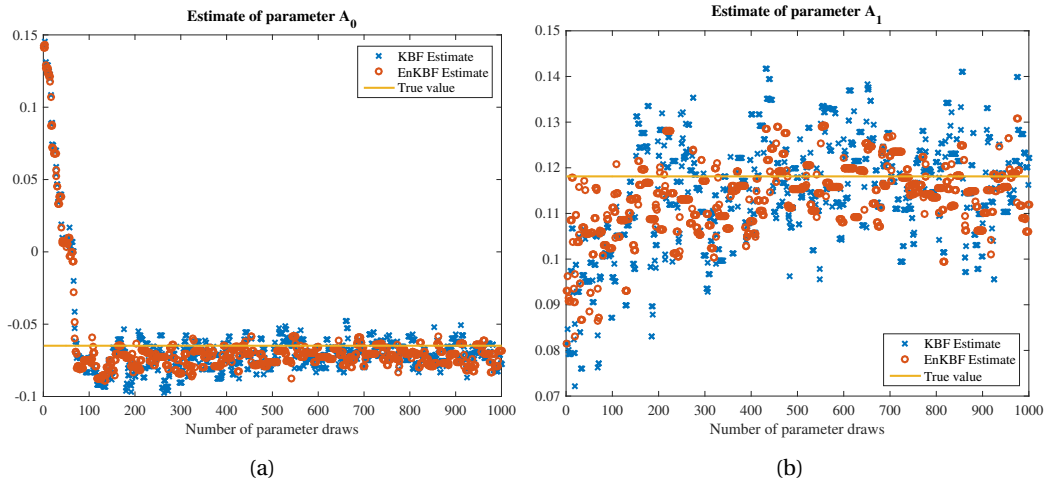 Estimate of parameter A0
0.15
0.1
0.05
0
-0.05
-0.1
0 100 200 300 400 500 600 700 800 900 1000
KBF Estimate
EnKBF Estimate
True value
Number of parameter draws
(a)
Estimate of parameter A1
0.15
0.14
0.13
0.12
0.11
0.1
0.09
0.08
0.07
0 100 200 300 400 500 600 700 800 900 1000
KBF Estimate
EnKBF Estimate
True value
Number of parameter draws
(b)